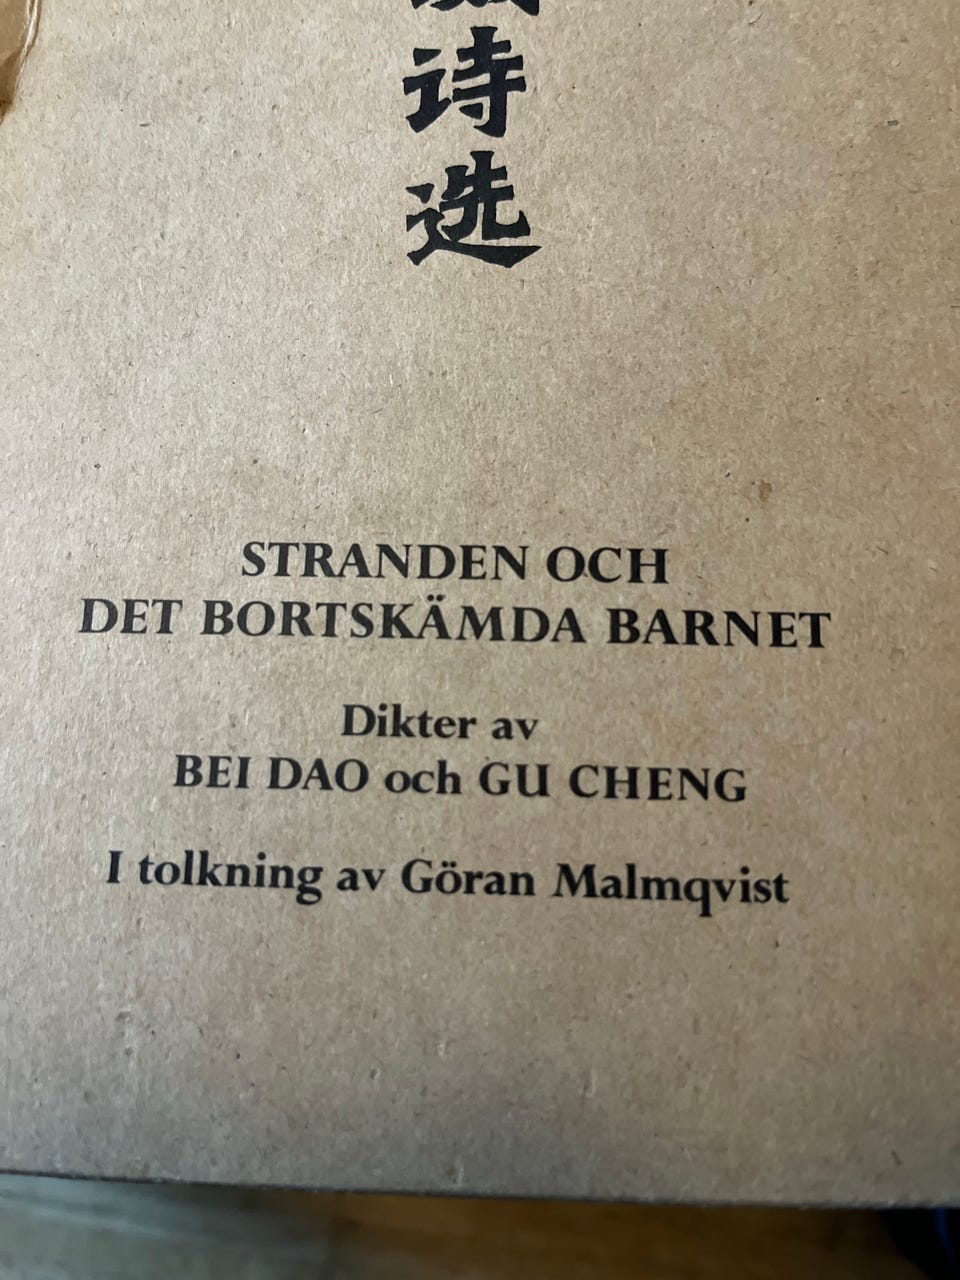 诗
选
STRANDEN OCH
DET BORTSKÄMDA BARNET
Dikter av
BEI DAO och GU CHENG
I tolkning av Göran Malmqvist